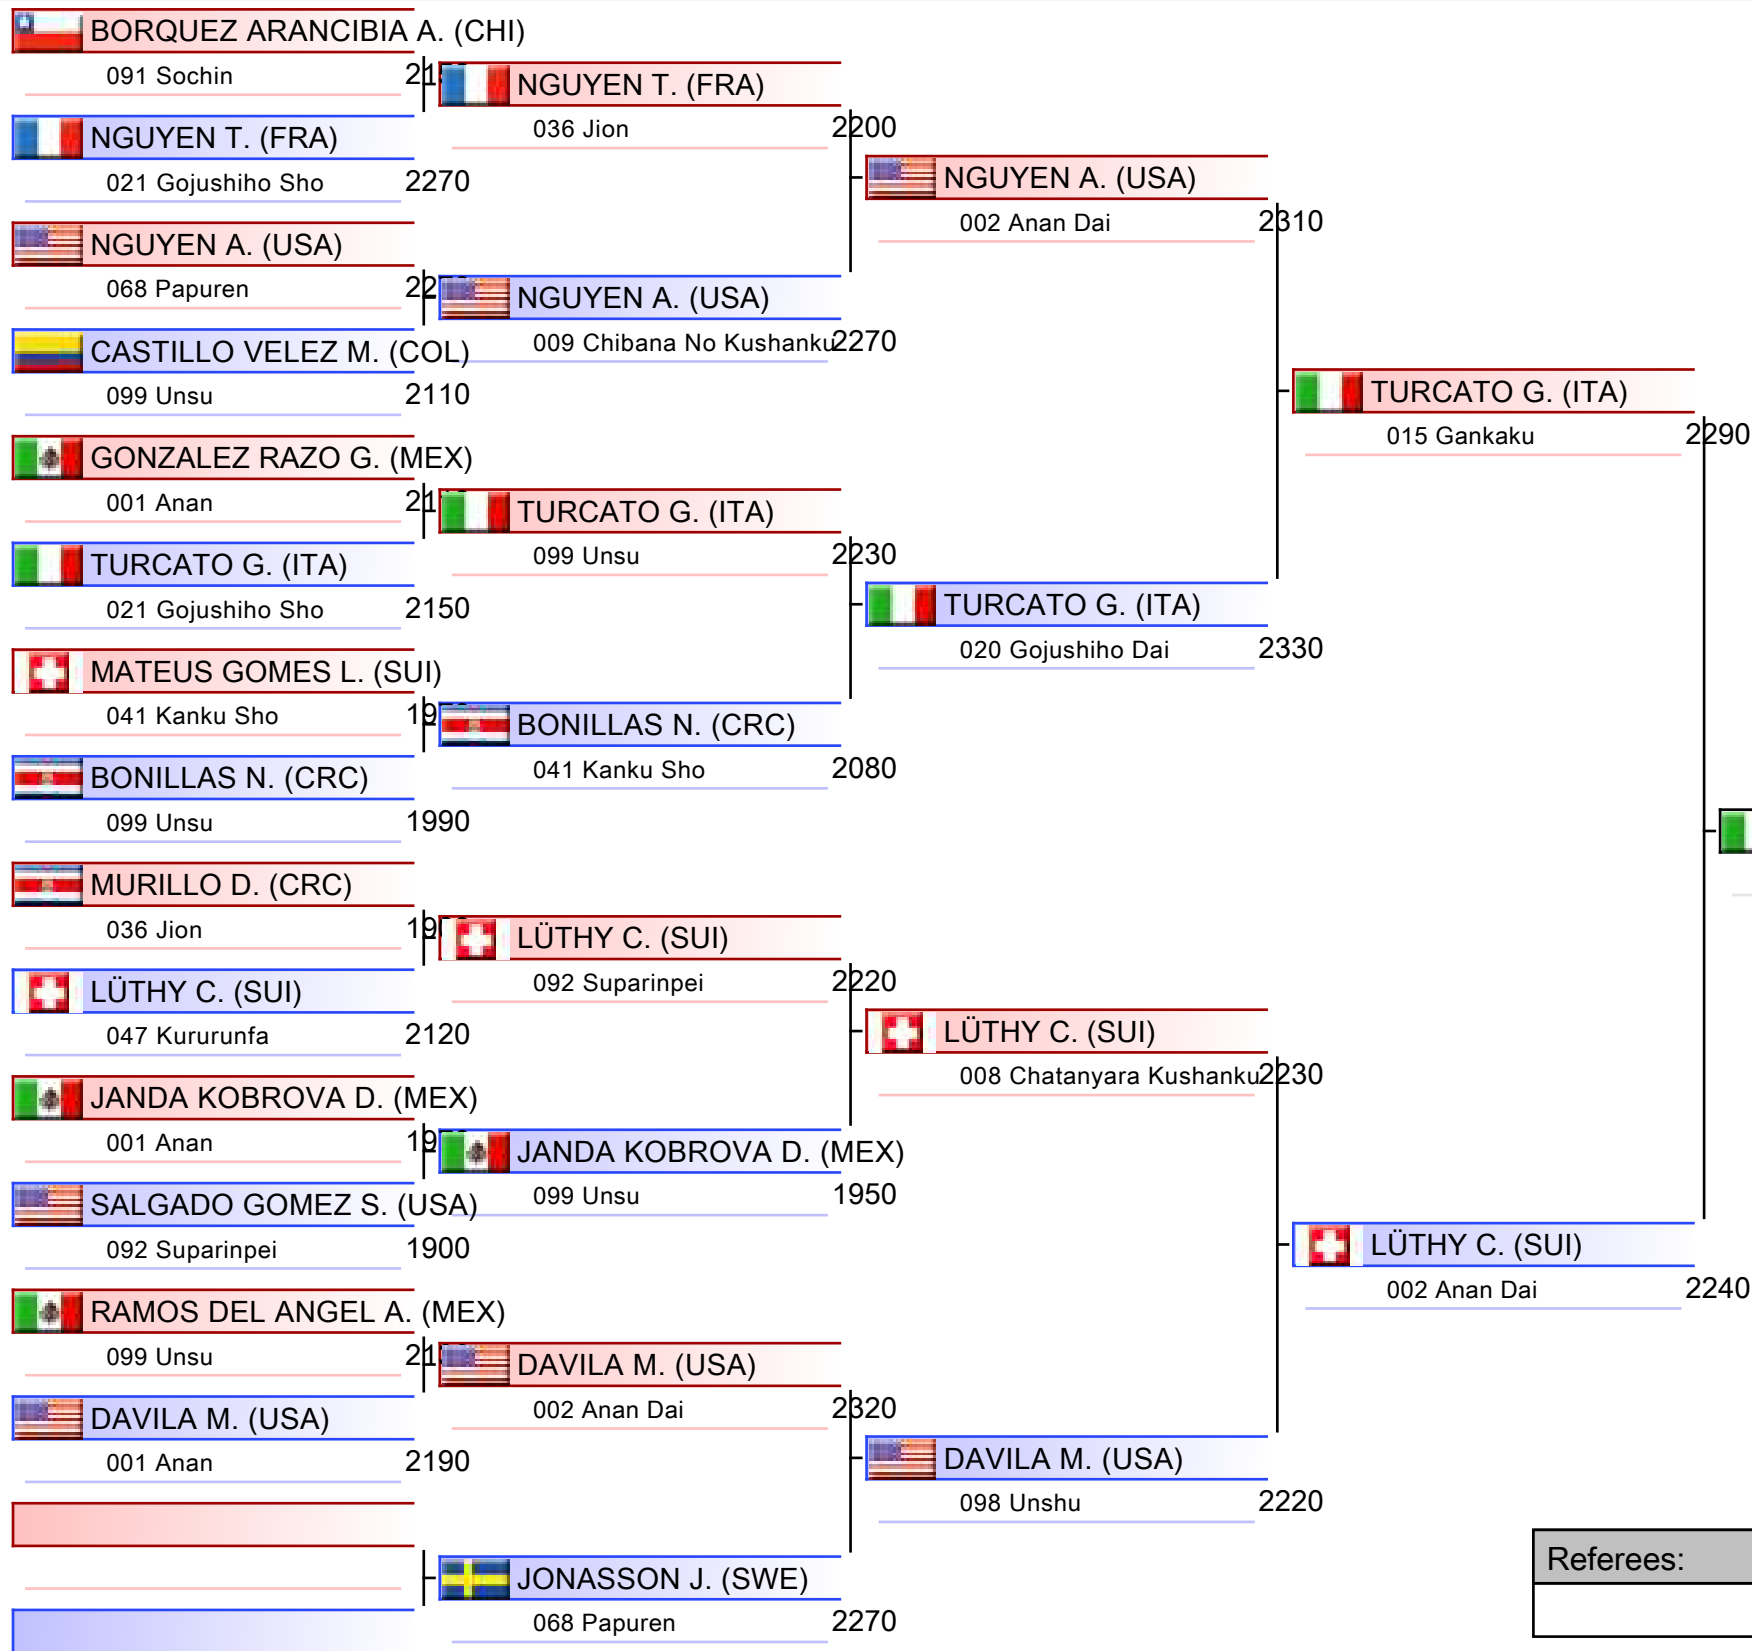 BORQUEZ ARANCIBIA A. (CHI)
091 Sochin
NGUYEN T. (FRA)
021 Gojushiho Sho 2270
NGUYEN A. (USA)
068 Papuren
CASTILLO VELEZ M. (COL)
099 Unsu 2110
GONZALEZ RAZO G. (MEX)
001 Anan
TURCATO G. (ITA)
021 Gojushiho Sho 2150
MATEUS GOMES L. (SUI)
041 Kanku Sho
BONILLAS N. (CRC)
099 Unsu 1990
MURILLO D. (CRC)
036 Jion
LÜTHY C. (SUI)
047 Kururunfa 2120
JANDA KOBROVA D. (MEX)
001 Anan
SALGADO GOMEZ S. (USA)
092 Suparinpei 1900
RAMOS DEL ANGEL A. (MEX)
099 Unsu
DAVILA M. (USA)
001 Anan 2190
NGUYEN T. (FRA)
036 Jion 2200
NGUYEN A. (USA)
009 Chibana No Kushanku 2270
TURCATO G. (ITA)
099 Unsu 2230
BONILLAS N. (CRC)
041 Kanku Sho 2080
LÜTHY C. (SUI)
092 Suparinpei 2220
JANDA KOBROVA D. (MEX)
099 Unsu 1950
DAVILA M. (USA)
002 Anan Dai 2320
JONASSON J. (SWE)
068 Papuren 2270
NGUYEN A. (USA)
002 Anan Dai 2310
TURCATO G. (ITA)
020 Gojushiho Dai 2330
LÜTHY C. (SUI)
008 Chatanyara Kushanku 2230
DAVILA M. (USA)
098 Unshu 2220
TURCATO G. (ITA)
015 Gankaku 2290
LÜTHY C. (SUI)
002 Anan Dai 2240
Referees: